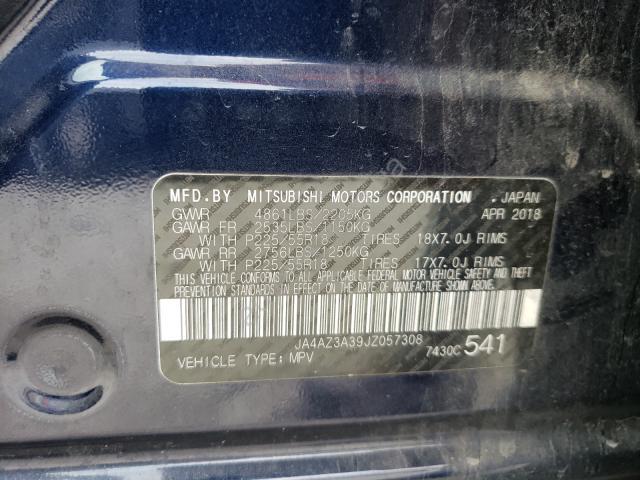 MFD.BY MITSUBISHI MOTORS CORPORATION , JAPAN
GWVR 4861LBS/2205KG APR 2018
GAWR FR 2535LBS/1150KG
WITH P225/55R18 TIRES 18X7.0J RIMS
GAWR RR 2756LBS/1250KG
WITH P225/55R18 TIRES 17X7.0J RIMS
THIS VEHICLE CONFORMS TO ALL APPLICABLE FEDERAL MOTOR VEHICLE SAFETY AND THEFT
PREVENTION STANDARDS IN EFFECT ON THE DATE OF MANUFACTURE SHOWN ABOVE.
JA4AZ3A39JZ057308
VEHICLE TYPE: MPV 7430C 541